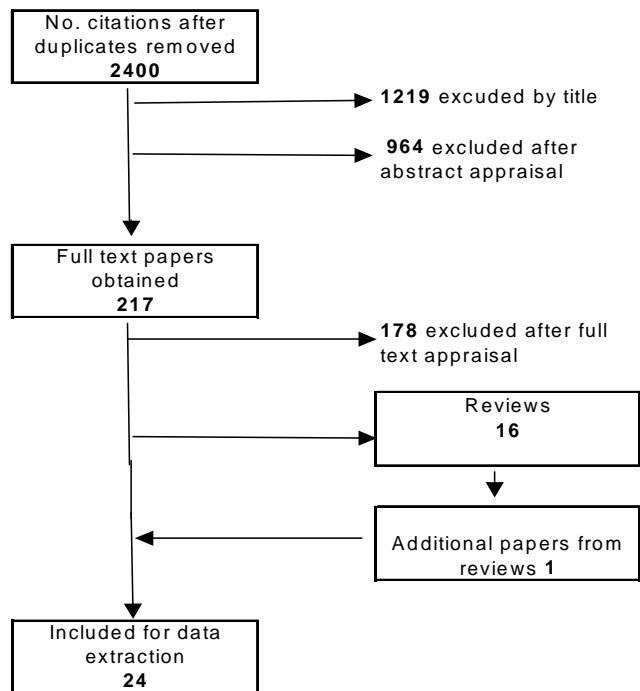 No. citations after
duplicates removed
2400
1219 excuded by title
964 excluded after
abstract appraisal
Full text papers
obtained
217
178 excluded after full
text appraisal
Reviews
16
Additional papers from
reviews 1
Included for data
extraction
24